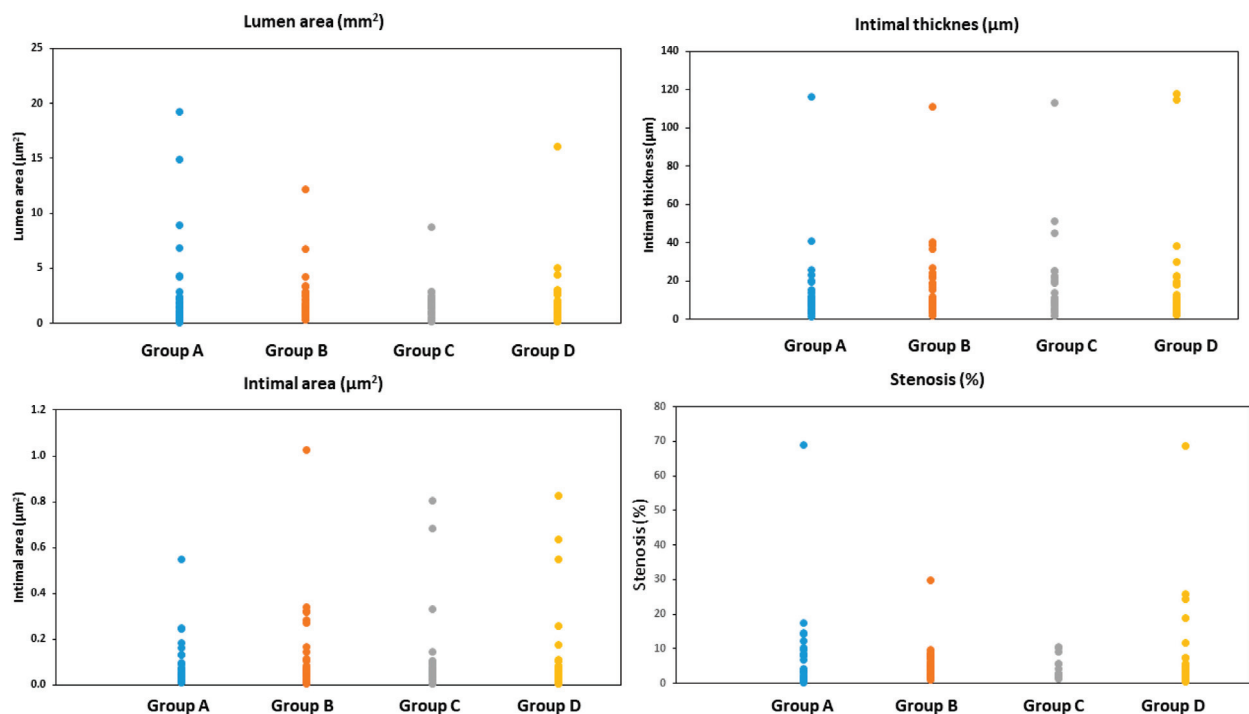 Lumen area (mm²)
25
20
15
10
5
0
Lumen area (µm²)
Group A Group B Group C Group D
Intimal thicknes (µm)
140
120
100
80
60
40
20
0
Intimal thickness (µm)
Group A Group B Group C Group D
Intimal area (µm²)
1.2
1.0
0.8
0.6
0.4
0.2
0.0
Intimal area (µm²)
Group A Group B Group C Group D
Stenosis (%)
80
70
60
50
40
30
20
10
0
Stenosis (%)
Group A Group B Group C Group D